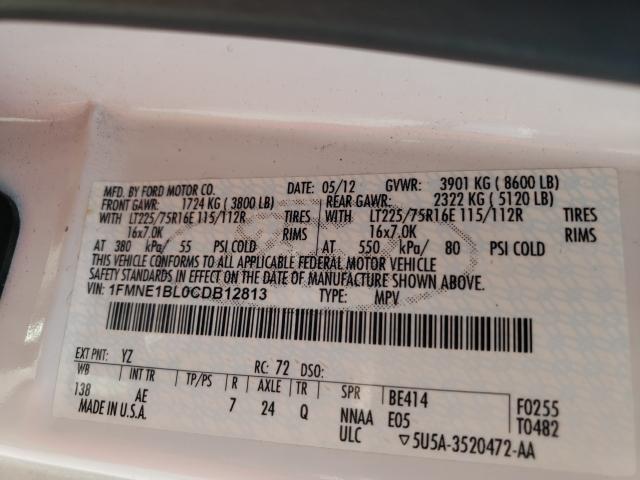 MFD. BY FORD MOTOR CO. DATE: 05/12 GVWR: 3901 KG ( 8600 LB)
FRONT GAWR: 1724 KG ( 3800 LB) REAR GAWR: 2322 KG ( 5120 LB)
WITH LT225/75R16E 115/112R TIRES WITH LT225/75R16E 115/112R TIRES
16x7.0K RIMS 16x7.0K RIMS
AT 380 kPa/ 55 PSI COLD AT 550 kPa/ 80 PSI COLD
THIS VEHICLE CONFORMS TO ALL APPLICABLE FEDERAL MOTOR VEHICLE
SAFETY STANDARDS IN EFFECT ON THE DATE OF MANUFACTURE SHOWN ABOVE.
VIN: 1FMNE1BL0CDB12813 TYPE: MPV
EXT PNT: YZ RC: 72 DSO:
WB INT TR TP/PS R AXLE TR SPR BE414 F0255
138 AE 7 24 Q NNAA E05 T0482
MADE IN U.S.A. ULC ▽5U5A-3520472-AA